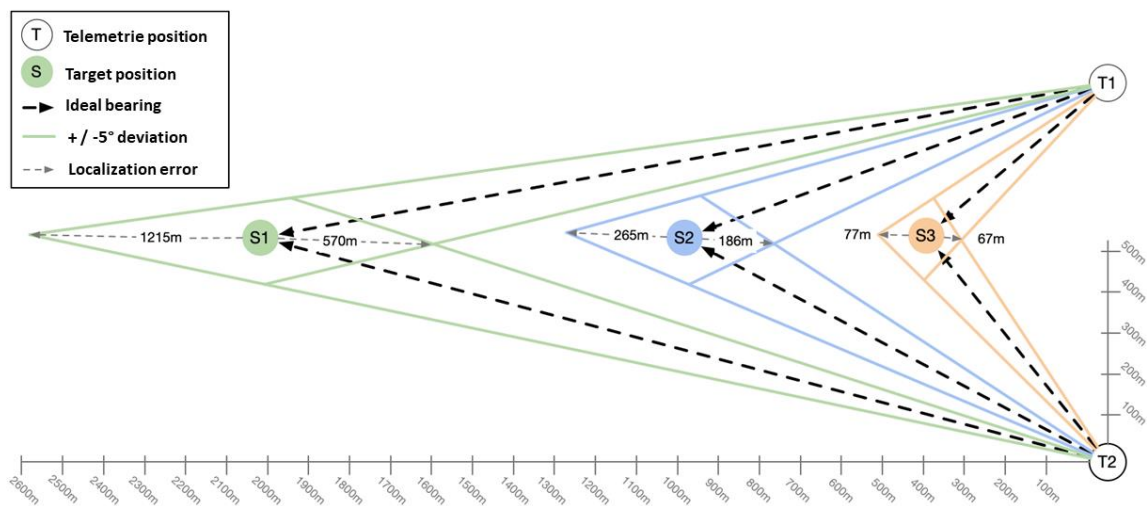 T Telemetrie position
S Target position
Ideal bearing
+ / -5° deviation
Localization error
T1
1215m
S1
570m
265m
S2
186m
77m
S3
67m
500m
400m
300m
200m
100m
T2
2600m
2500m
2400m
2300m
2200m
2100m
2000m
1900m
1800m
1700m
1600m
1500m
1400m
1300m
1200m
1100m
1000m
900m
800m
700m
600m
500m
400m
300m
200m
100m